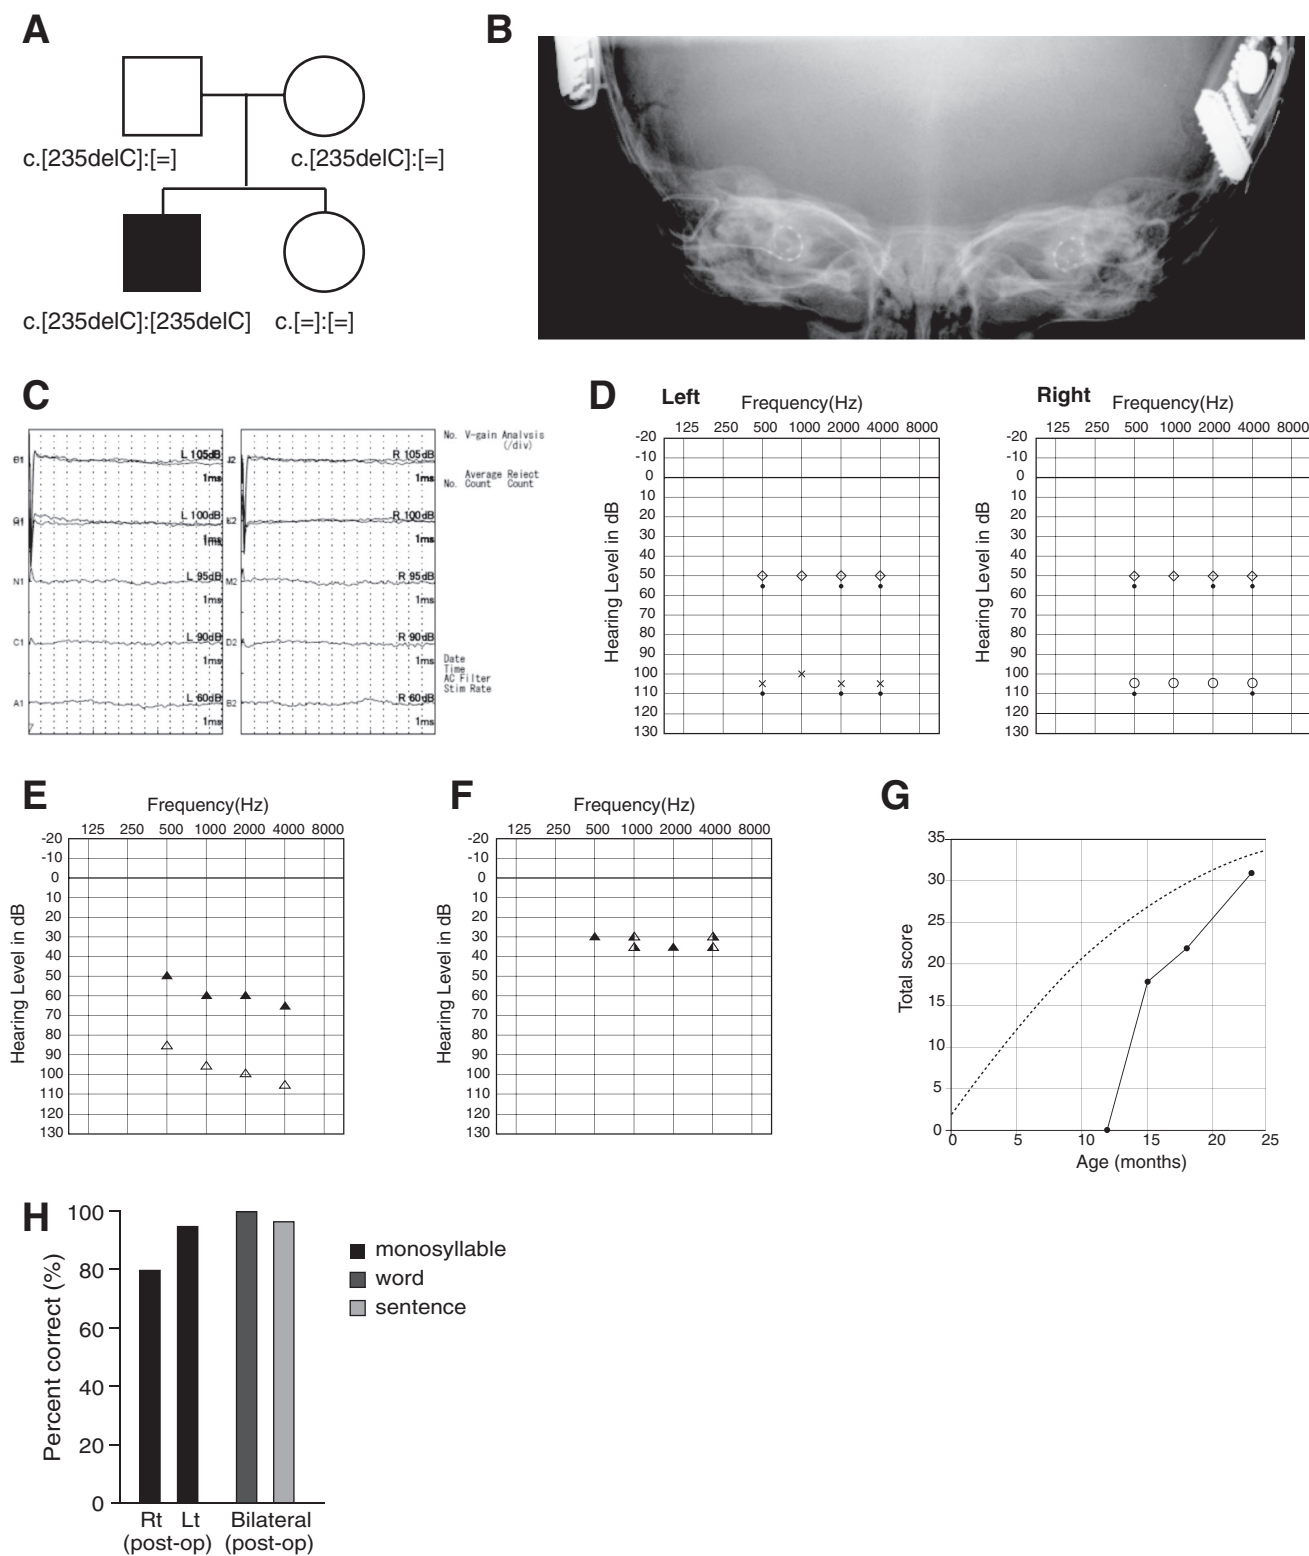 A
c.[235delC]:[=]
c.[235delC]:[=]
c.[235delC]:[235delC]
c.[=]:[=]
B
C
L 105dB
1ms
L 100dB
1ms
N1
L 95dB
1ms
C1
L 90dB
1ms
A1
L 60dB
1ms
J2
R 105dB
1ms
E2
R 100dB
1ms
M2
R 95dB
1ms
D2
R 90dB
1ms
B2
R 60dB
1ms
No. V-gain Analysis
(/div)
Average Reject
No. Count Count
Date
Time
AC Filter
Stim Rate
D
Left
Frequency(Hz)
125 250 500 1000 2000 4000 8000
Hearing Level in dB
-20
0
10
20
30
40
50
60
70
80
90
100
110
120
130
Right
Frequency(Hz)
125 250 500 1000 2000 4000 8000
Hearing Level in dB
-20
0
10
20
30
40
50
60
70
80
90
100
110
120
130
E
Frequency(Hz)
125 250 500 1000 2000 4000 8000
Hearing Level in dB
-20
-10
0
10
20
30
40
50
60
70
80
90
100
110
120
130
F
Frequency(Hz)
125 250 500 1000 2000 4000 8000
Hearing Level in dB
-20
-10
0
10
20
30
40
50
60
70
80
90
100
110
120
130
G
Total score
35
30
25
20
15
10
5
0
0 5 10 15 20 25
Age (months)
H
Percent correct (%)
100
80
60
40
20
0
Rt Lt
(post-op)
Bilateral
(post-op)
monosyllable
word
sentence